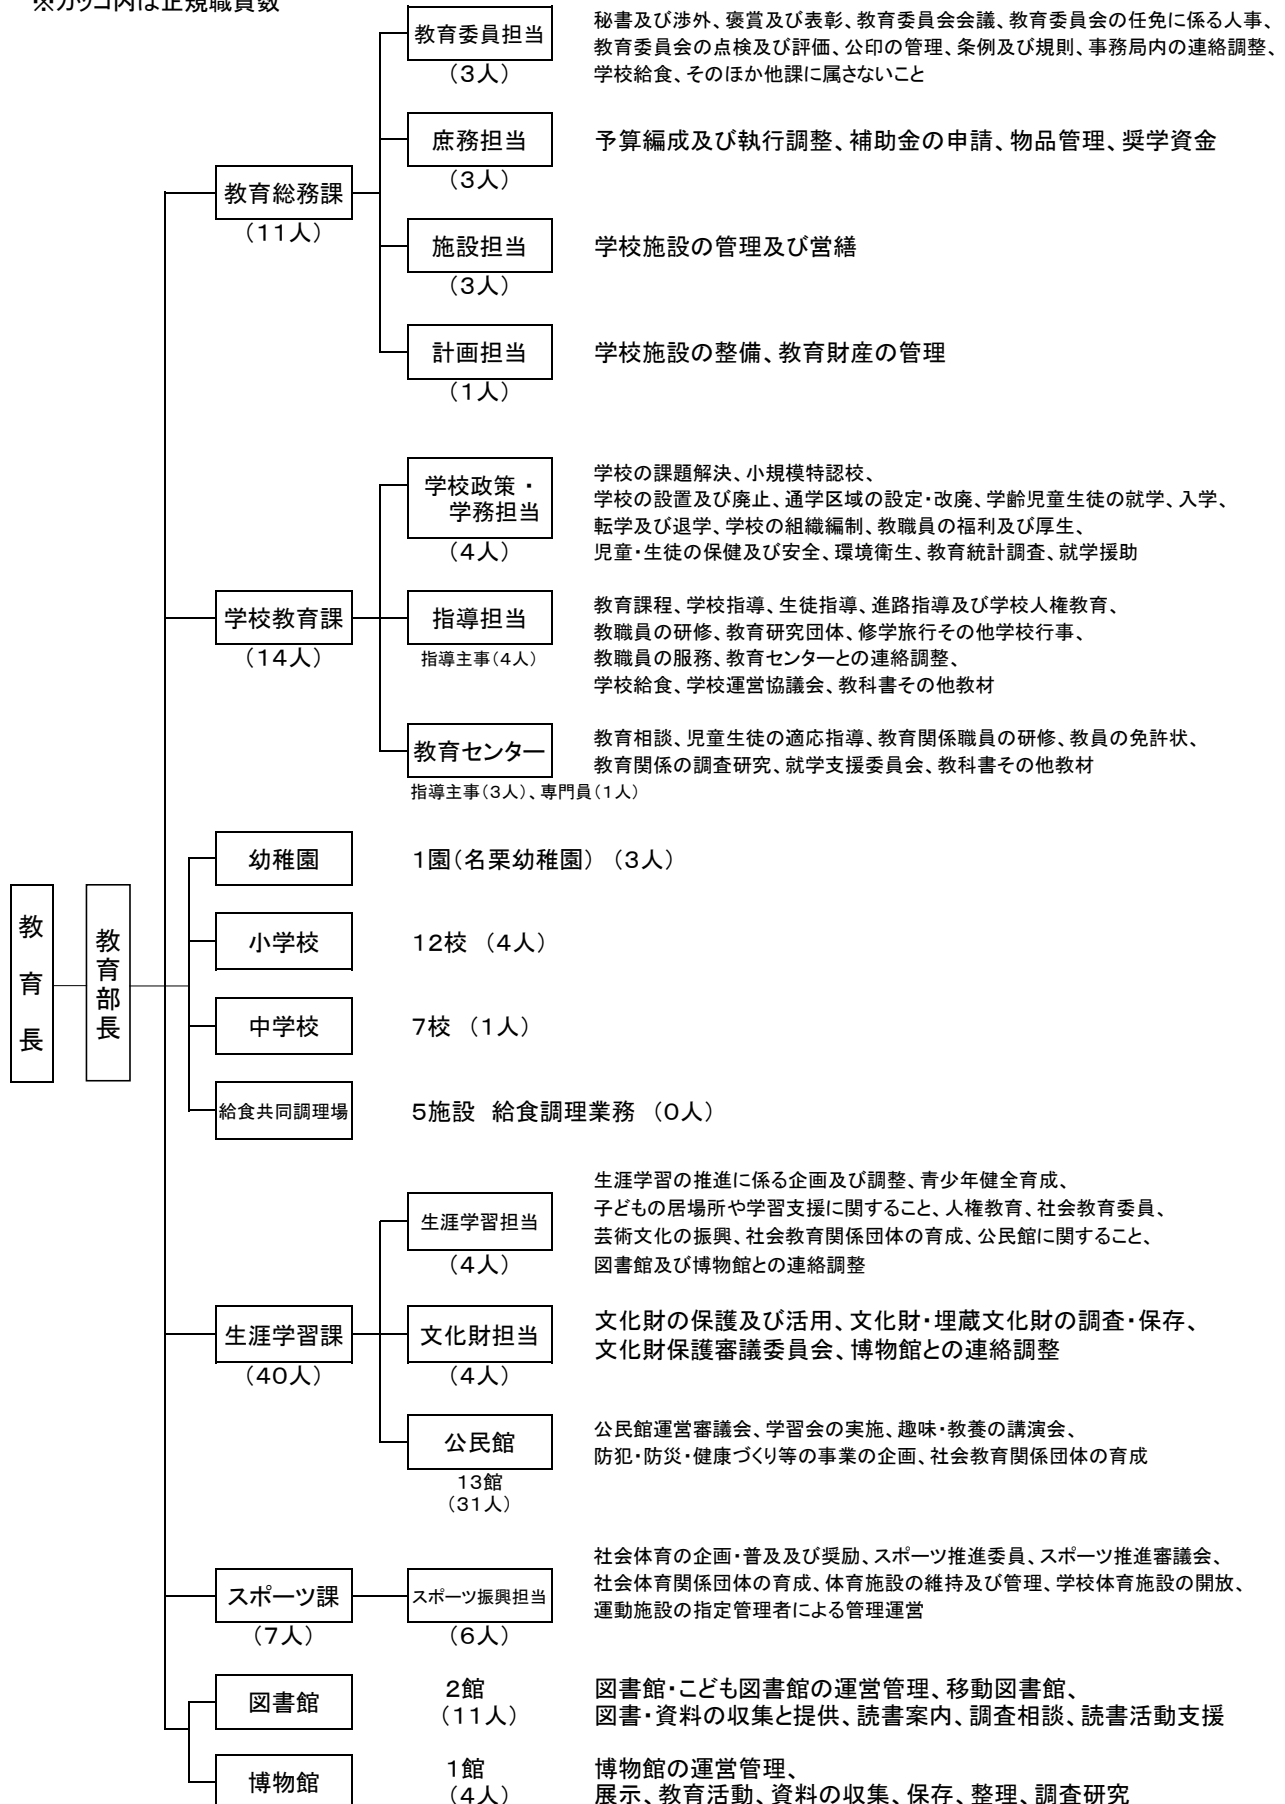 ※カッコ内は正規職員数
教育委員担当
（3人）
秘書及び渉外、褒賞及び表彰、教育委員会会議、教育委員会の任免に係る人事、
教育委員会の点検及び評価、公印の管理、条例及び規則、事務局内の連絡調整、
学校給食、そのほか他課に属さないこと
庶務担当
（3人）
予算編成及び執行調整、補助金の申請、物品管理、奨学資金
教育総務課
（11人）
施設担当
（3人）
学校施設の管理及び営繕
計画担当
（1人）
学校施設の整備、教育財産の管理
学校政策・
学務担当
（4人）
学校の課題解決、小規模特認校、
学校の設置及び廃止、通学区域の設定・改廃、学齢児童生徒の就学、入学、
転学及び退学、学校の組織編制、教職員の福利及び厚生、
児童・生徒の保健及び安全、環境衛生、教育統計調査、就学援助
学校教育課
（14人）
指導担当
指導主事（4人）
教育課程、学校指導、生徒指導、進路指導及び学校人権教育、
教職員の研修、教育研究団体、修学旅行その他学校行事、
教職員の服務、教育センターとの連絡調整、
学校給食、学校運営協議会、教科書その他教材
教育センター
指導主事（3人）、専門員（1人）
教育相談、児童生徒の適応指導、教育関係職員の研修、教員の免許状、
教育関係の調査研究、就学支援委員会、教科書その他教材
教育長
教育部長
幼稚園
1園（名栗幼稚園） （3人）
小学校
12校 （4人）
中学校
7校 （1人）
給食共同調理場
5施設 給食調理業務 （0人）
生涯学習担当
（4人）
生涯学習の推進に係る企画及び調整、青少年健全育成、
子どもの居場所や学習支援に関すること、人権教育、社会教育委員、
芸術文化の振興、社会教育関係団体の育成、公民館に関すること、
図書館及び博物館との連絡調整
生涯学習課
（40人）
文化財担当
（4人）
文化財の保護及び活用、文化財・埋蔵文化財の調査・保存、
文化財保護審議委員会、博物館との連絡調整
公民館
13館
（31人）
公民館運営審議会、学習会の実施、趣味・教養の講演会、
防犯・防災・健康づくり等の事業の企画、社会教育関係団体の育成
スポーツ課
（7人）
スポーツ振興担当
（6人）
社会体育の企画・普及及び奨励、スポーツ推進委員、スポーツ推進審議会、
社会体育関係団体の育成、体育施設の維持及び管理、学校体育施設の開放、
運動施設の指定管理者による管理運営
図書館
2館
（11人）
図書館・こども図書館の運営管理、移動図書館、
図書・資料の収集と提供、読書案内、調査相談、読書活動支援
博物館
1館
（4人）
博物館の運営管理、
展示、教育活動、資料の収集、保存、整理、調査研究